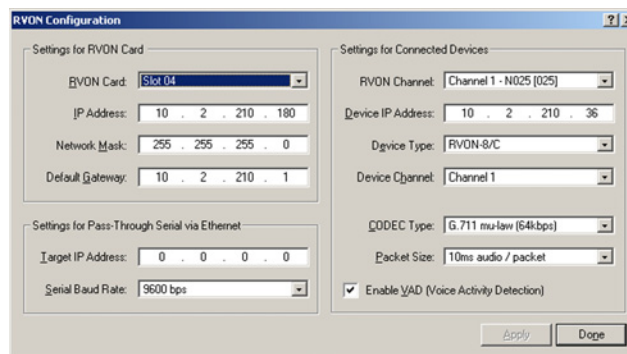 RVON Configuration
Settings for RVON Card
RVON Card: Slot 04
IP Address: 10 . 2 . 210 . 180
Network Mask: 255 . 255 . 255 . 0
Default Gateway: 10 . 2 . 210 . 1
Settings for Pass-Through Serial via Ethernet
Target IP Address: 0 . 0 . 0 . 0
Serial Baud Rate: 9600 bps
Settings for Connected Devices
RVON Channel: Channel 1 - N025 [025]
Device IP Address: 10 . 2 . 210 . 36
Device Type: RVON-8/C
Device Channel: Channel 1
CODEC Type: G.711 mu-law (64kbps)
Packet Size: 10ms audio / packet
Enable VAD (Voice Activity Detection)
Apply Done